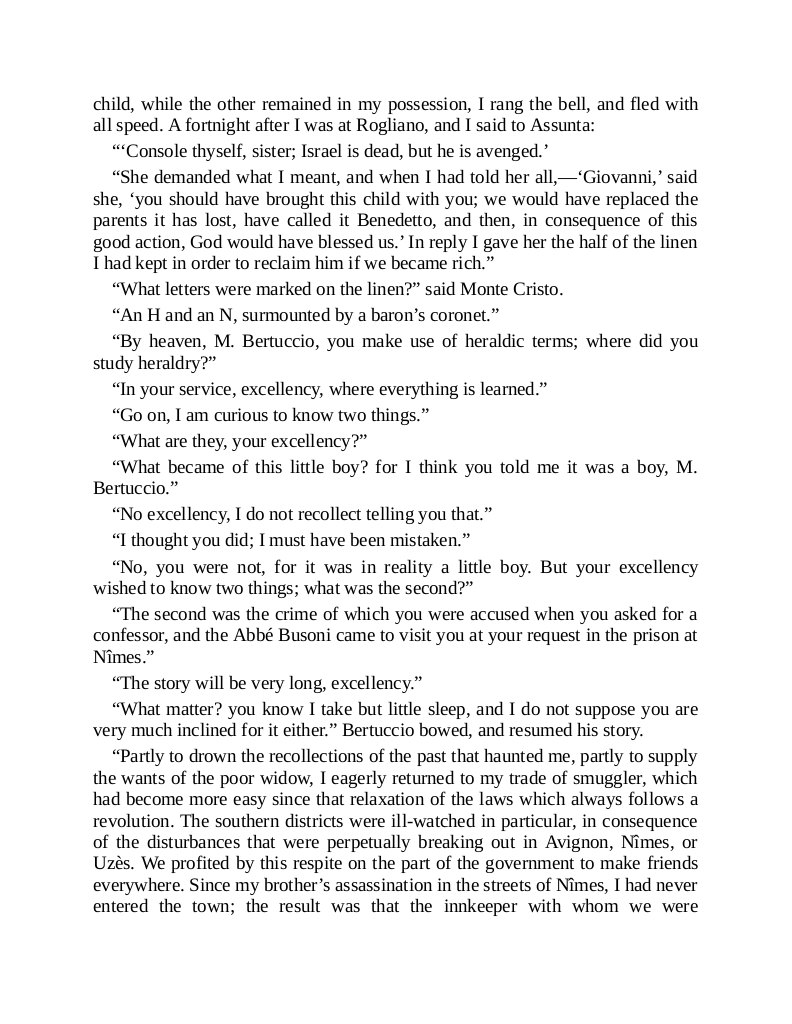 child, while the other remained in my possession, I rang the bell, and fled with
all speed. A fortnight after I was at Rogliano, and I said to Assunta:
“‘Console thyself, sister; Israel is dead, but he is avenged.’
“She demanded what I meant, and when I had told her all,—‘Giovanni,’ said
she, ‘you should have brought this child with you; we would have replaced the
parents it has lost, have called it Benedetto, and then, in consequence of this
good action, God would have blessed us.’ In reply I gave her the half of the linen
I had kept in order to reclaim him if we became rich.”
“What letters were marked on the linen?” said Monte Cristo.
“An H and an N, surmounted by a baron’s coronet.”
“By heaven, M. Bertuccio, you make use of heraldic terms; where did you
study heraldry?”
“In your service, excellency, where everything is learned.”
“Go on, I am curious to know two things.”
“What are they, your excellency?”
“What became of this little boy? for I think you told me it was a boy, M.
Bertuccio.”
“No excellency, I do not recollect telling you that.”
“I thought you did; I must have been mistaken.”
“No, you were not, for it was in reality a little boy. But your excellency
wished to know two things; what was the second?”
“The second was the crime of which you were accused when you asked for a
confessor, and the Abbé Busoni came to visit you at your request in the prison at
Nîmes.”
“The story will be very long, excellency.”
“What matter? you know I take but little sleep, and I do not suppose you are
very much inclined for it either.” Bertuccio bowed, and resumed his story.
“Partly to drown the recollections of the past that haunted me, partly to supply
the wants of the poor widow, I eagerly returned to my trade of smuggler, which
had become more easy since that relaxation of the laws which always follows a
revolution. The southern districts were ill-watched in particular, in consequence
of the disturbances that were perpetually breaking out in Avignon, Nîmes, or
Uzès. We profited by this respite on the part of the government to make friends
everywhere. Since my brother’s assassination in the streets of Nîmes, I had never
entered the town; the result was that the innkeeper with whom we were